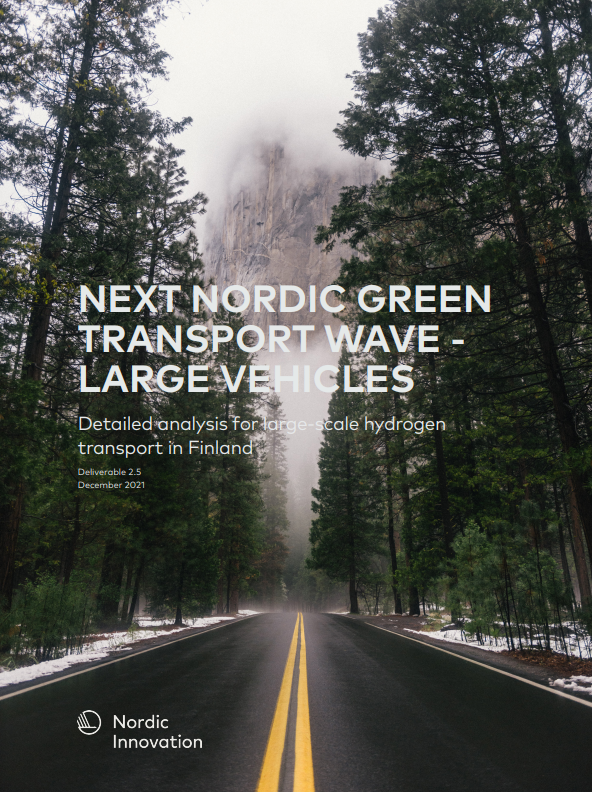 NEXT NORDIC GREEN
TRANSPORT WAVE -
LARGE VEHICLES
Detailed analysis for large-scale hydrogen
transport in Finland
Deliverable 2.5
December 2021
Nordic
Innovation